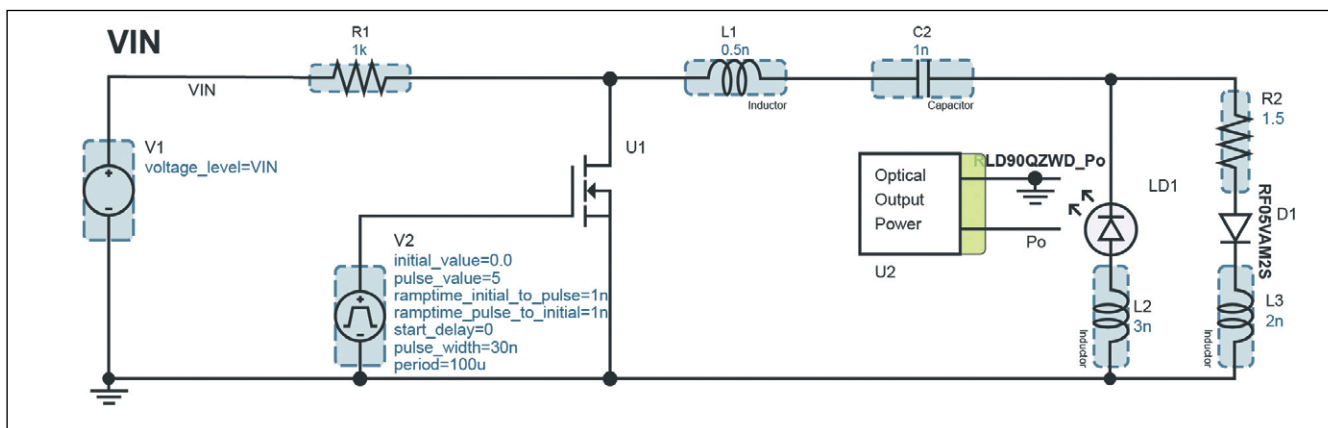 VIN
R1
1k
VIN
V1
voltage_level=VIN
V2
initial_value=0.0
pulse_value=5
ramptime_initial_to_pulse=1n
ramptime_pulse_to_initial=1n
start_delay=0
pulse_width=30n
period=100u
U1
L1
0.5n
Inductor
C2
1n
Capacitor
Optical
Output
Power
U2
RLD90QZWD_Po
Po
LD1
L2
3n
Inductor
R2
1.5
D1
RF05VAM2S
L3
2n
Inductor